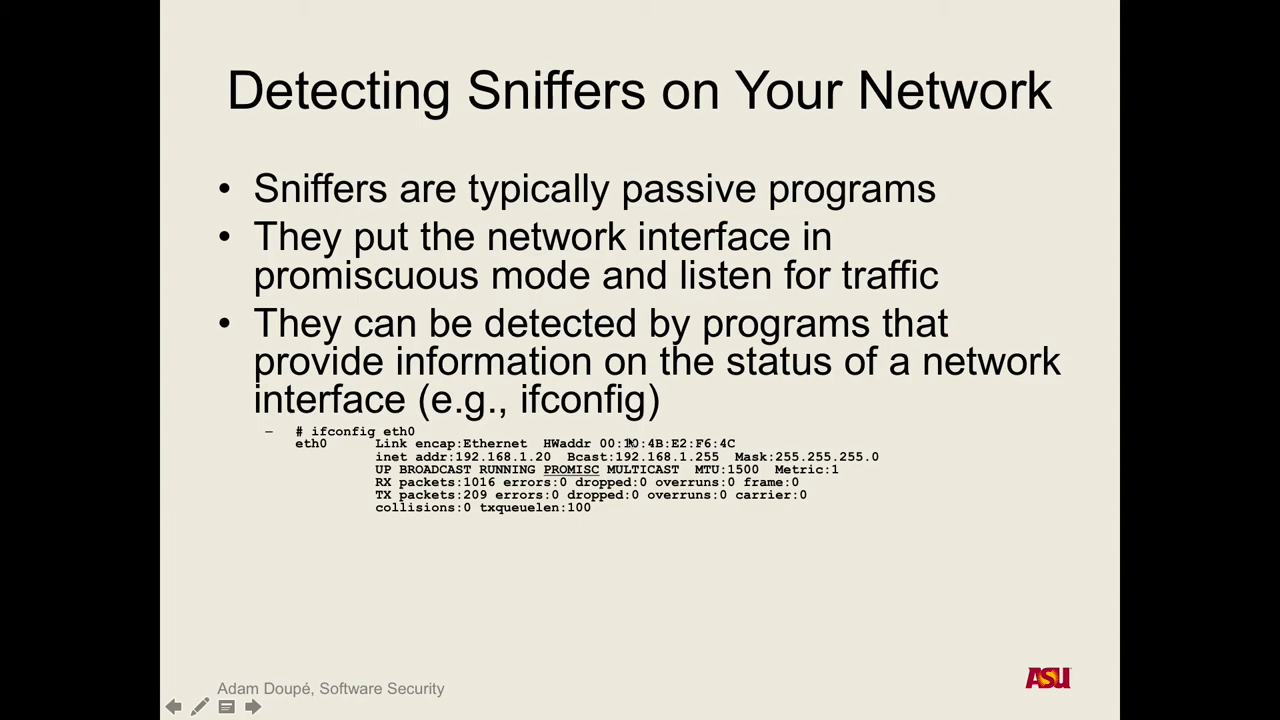 Detecting Sniffers on Your Network
• Sniffers are typically passive programs
• They put the network interface in
promiscuous mode and listen for traffic
• They can be detected by programs that
provide information on the status of a network
interface (e.g., ifconfig)
– # ifconfig eth0
eth0 Link encap:Ethernet HWaddr 00:10:4B:E2:F6:4C
inet addr:192.168.1.20 Bcast:192.168.1.255 Mask:255.255.255.0
UP BROADCAST RUNNING PROMISC MULTICAST MTU:1500 Metric:1
RX packets:1016 errors:0 dropped:0 overruns:0 frame:0
TX packets:209 errors:0 dropped:0 overruns:0 carrier:0
collisions:0 txqueuelen:100
Adam Doupé, Software Security
ASU